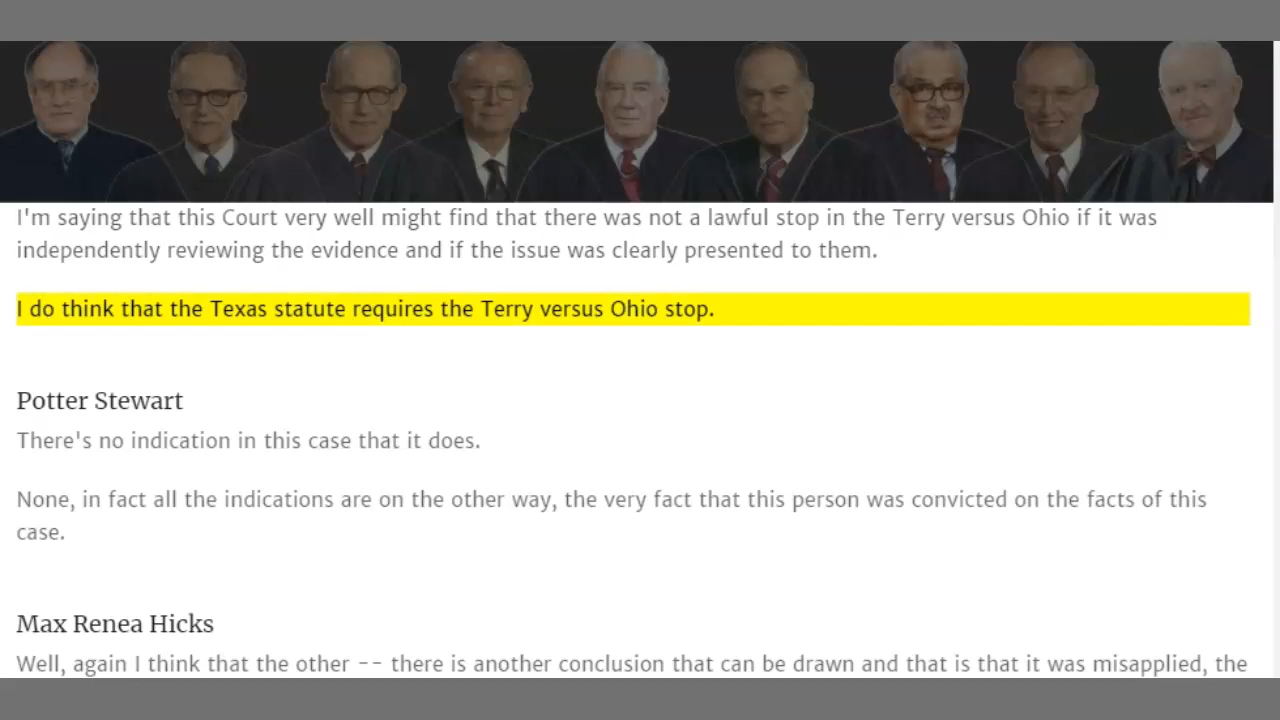 I'm saying that this Court very well might find that there was not a lawful stop in the Terry versus Ohio if it was
independently reviewing the evidence and if the issue was clearly presented to them.
I do think that the Texas statute requires the Terry versus Ohio stop.
Potter Stewart
There's no indication in this case that it does.
None, in fact all the indications are on the other way, the very fact that this person was convicted on the facts of this
case.
Max Renea Hicks
Well, again I think that the other -- there is another conclusion that can be drawn and that is that it was misapplied, the